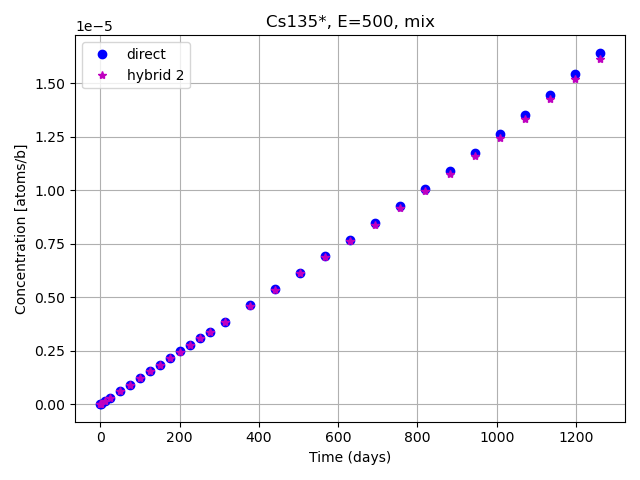 Cs135*, E=500, mix
1e−5
direct
hybrid 2
1.50
1.25
1.00
0.75
0.50
0.25
0.00
Concentration [atoms/b]
0 200 400 600 800 1000 1200
Time (days)